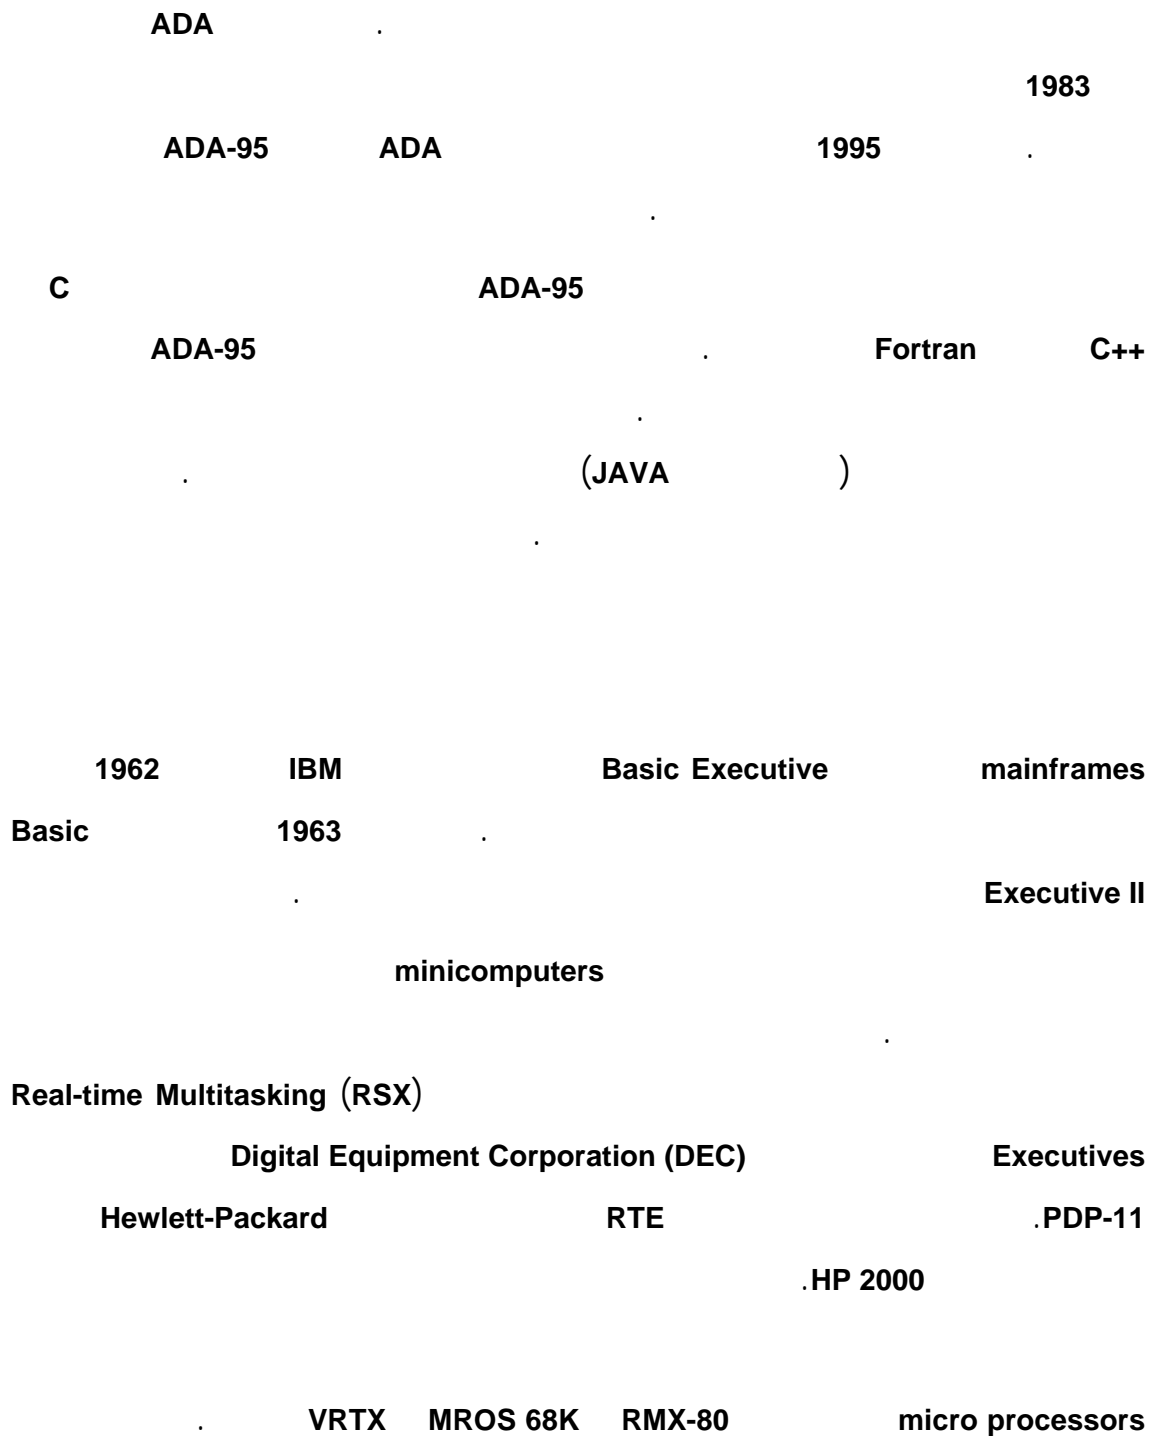 . ADA
1983
. 1995 ADA ADA-95
.
ADA-95 C
C++ Fortran . ADA-95
.
( JAVA) .
.
mainframes Basic Executive IBM 1962
. 1963 Basic
Executive II .
minicomputers
.
(RSX) Real-time Multitasking
Executives Digital Equipment Corporation (DEC)
PDP-11. RTE Hewlett-Packard
HP 2000.
micro processors RMX-80 MROS 68K VRTX .